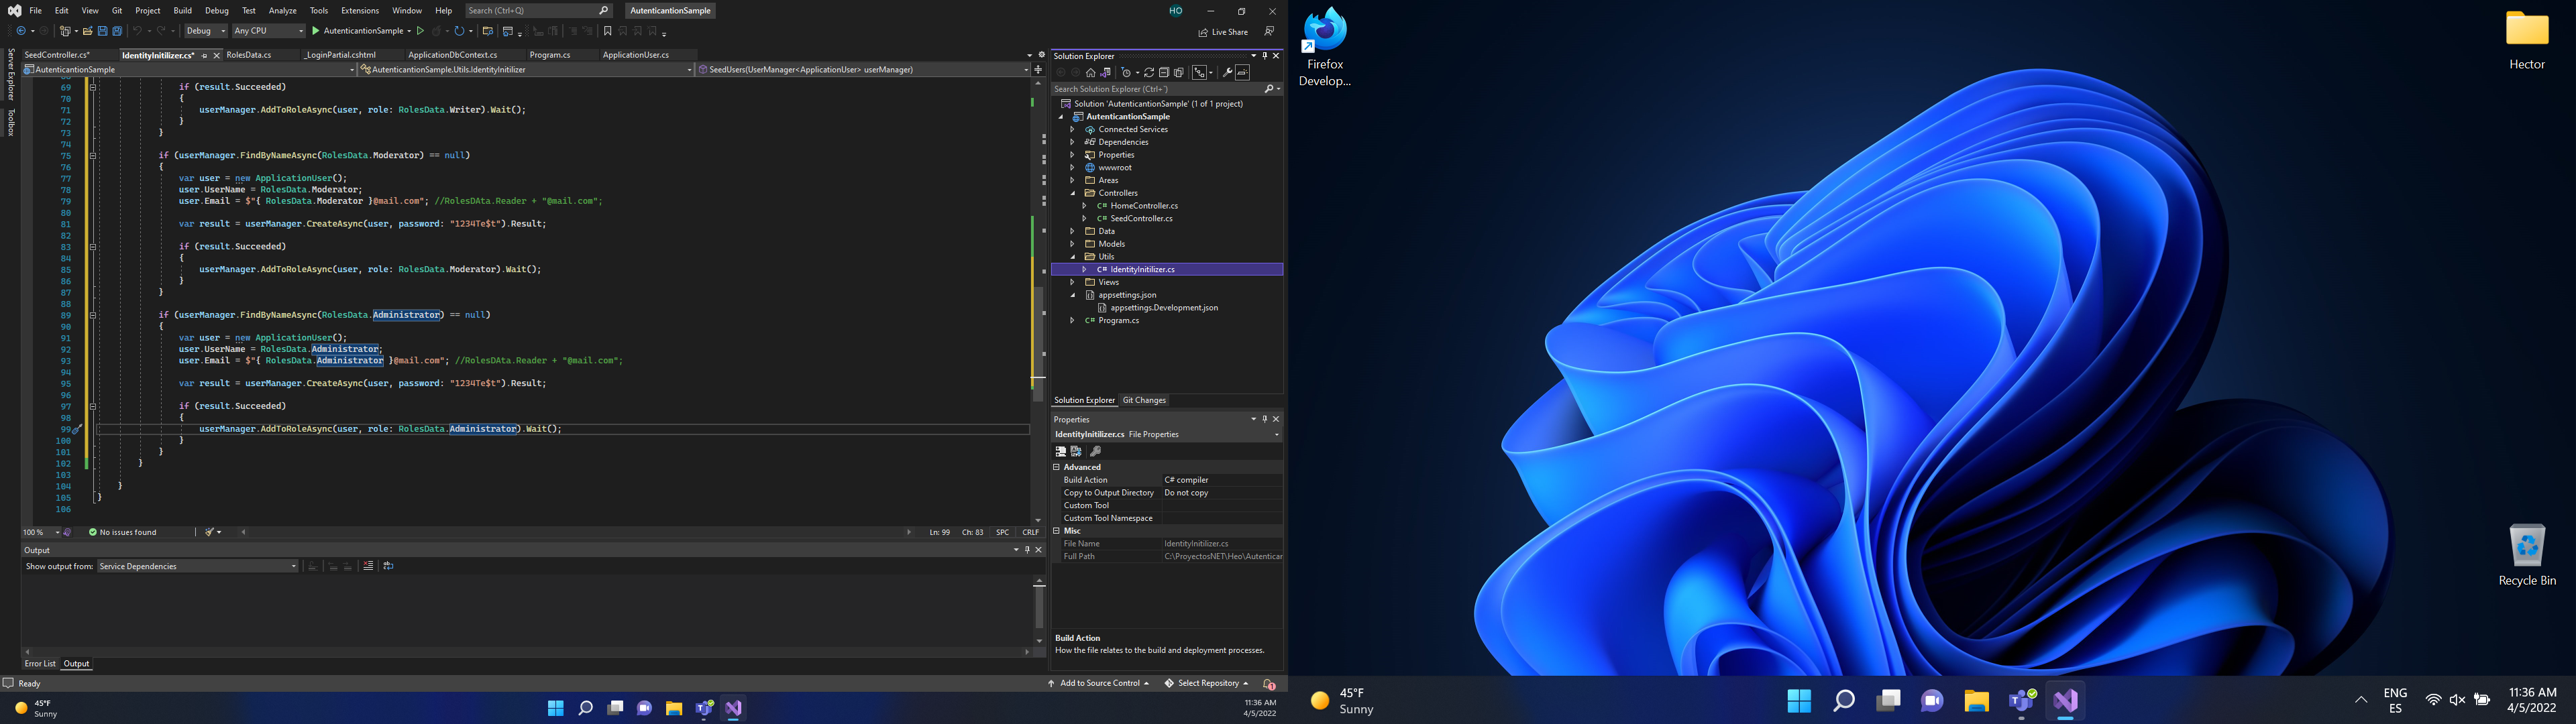 File Edit View Git Project Build Debug Test Analyze Tools Extensions Window Help Search (Ctrl+Q) AutenticantionSample HO
Debug Any CPU AutenticantionSample Live Share
Server Explorer
Toolbox
SeedController.cs* IdentityInitilizer.cs* RolesData.cs _LoginPartial.cshtml ApplicationDbContext.cs Program.cs ApplicationUser.cs
AutenticantionSample AutenticantionSample.Utils.IdentityInitilizer SeedUsers(UserManager<ApplicationUser> userManager)
69 if (result.Succeeded)
70 {
71 userManager.AddToRoleAsync(user, role: RolesData.Writer).Wait();
72 }
73 }
74
75 if (userManager.FindByNameAsync(RolesData.Moderator) == null)
76 {
77 var user = new ApplicationUser();
78 user.UserName = RolesData.Moderator;
79 user.Email = $"{ RolesData.Moderator }@mail.com"; //RolesDAta.Reader + "@mail.com";
80
81 var result = userManager.CreateAsync(user, password: "1234Te$t").Result;
82
83 if (result.Succeeded)
84 {
85 userManager.AddToRoleAsync(user, role: RolesData.Moderator).Wait();
86 }
87 }
88
89 if (userManager.FindByNameAsync(RolesData.Administrator) == null)
90 {
91 var user = new ApplicationUser();
92 user.UserName = RolesData.Administrator;
93 user.Email = $"{ RolesData.Administrator }@mail.com"; //RolesDAta.Reader + "@mail.com";
94
95 var result = userManager.CreateAsync(user, password: "1234Te$t").Result;
96
97 if (result.Succeeded)
98 {
99 userManager.AddToRoleAsync(user, role: RolesData.Administrator).Wait();
100 }
101 }
102 }
103
104 }
105 }
106
100 % No issues found Ln: 99 Ch: 83 SPC CRLF
Output
Show output from: Service Dependencies
Error List Output
Ready Add to Source Control Select Repository 1
Solution Explorer
Search Solution Explorer (Ctrl+`)
Solution 'AutenticantionSample' (1 of 1 project)
AutenticantionSample
Connected Services
Dependencies
Properties
wwwroot
Areas
Controllers
C# HomeController.cs
C# SeedController.cs
Data
Models
Utils
C# IdentityInitilizer.cs
Views
appsettings.json
appsettings.Development.json
C# Program.cs
Solution Explorer Git Changes
Properties
IdentityInitilizer.cs File Properties
Advanced
Build Action C# compiler
Copy to Output Directory Do not copy
Custom Tool
Custom Tool Namespace
Misc
File Name IdentityInitilizer.cs
Full Path C:\ProyectosNET\Heo\Autenticar
Build Action
How the file relates to the build and deployment processes.
45°F
Sunny
11:36 AM
4/5/2022
Firefox
Develop...
Hector
Recycle Bin
45°F
Sunny
ENG
ES
11:36 AM
4/5/2022